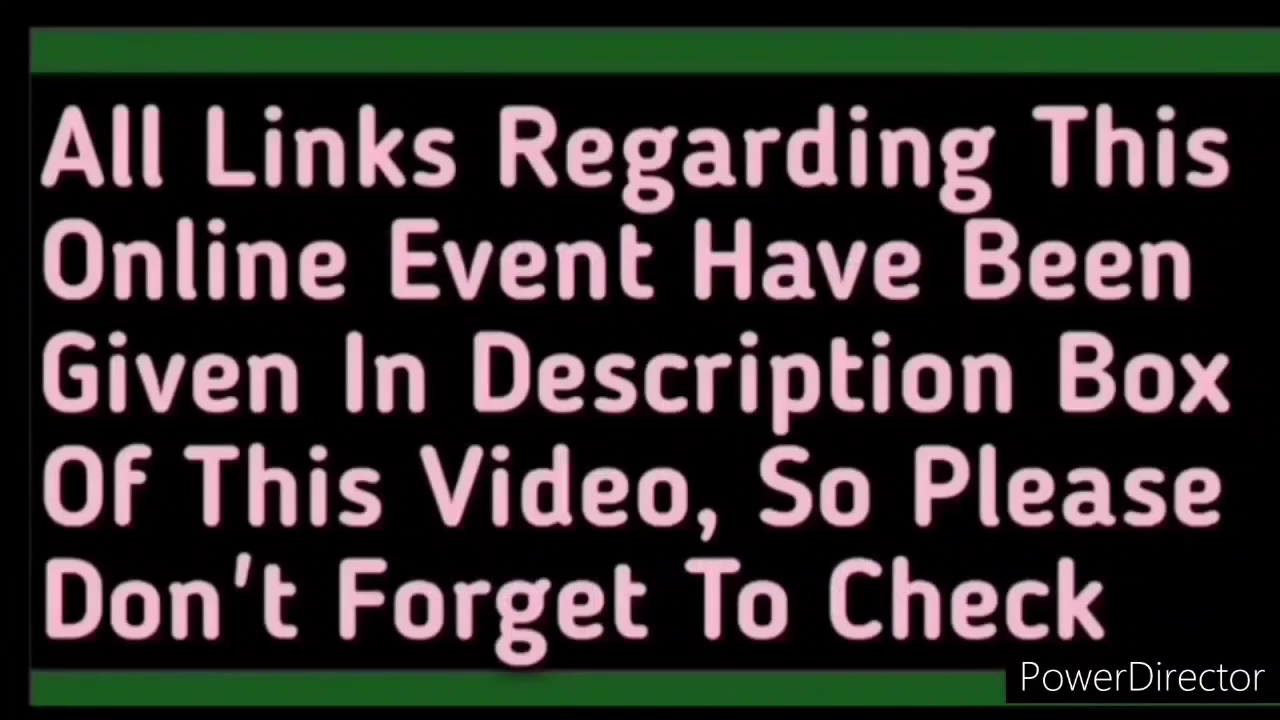 All Links Regarding This
Online Event Have Been
Given In Description Box
Of This Video, So Please
Don't Forget To Check
PowerDirector